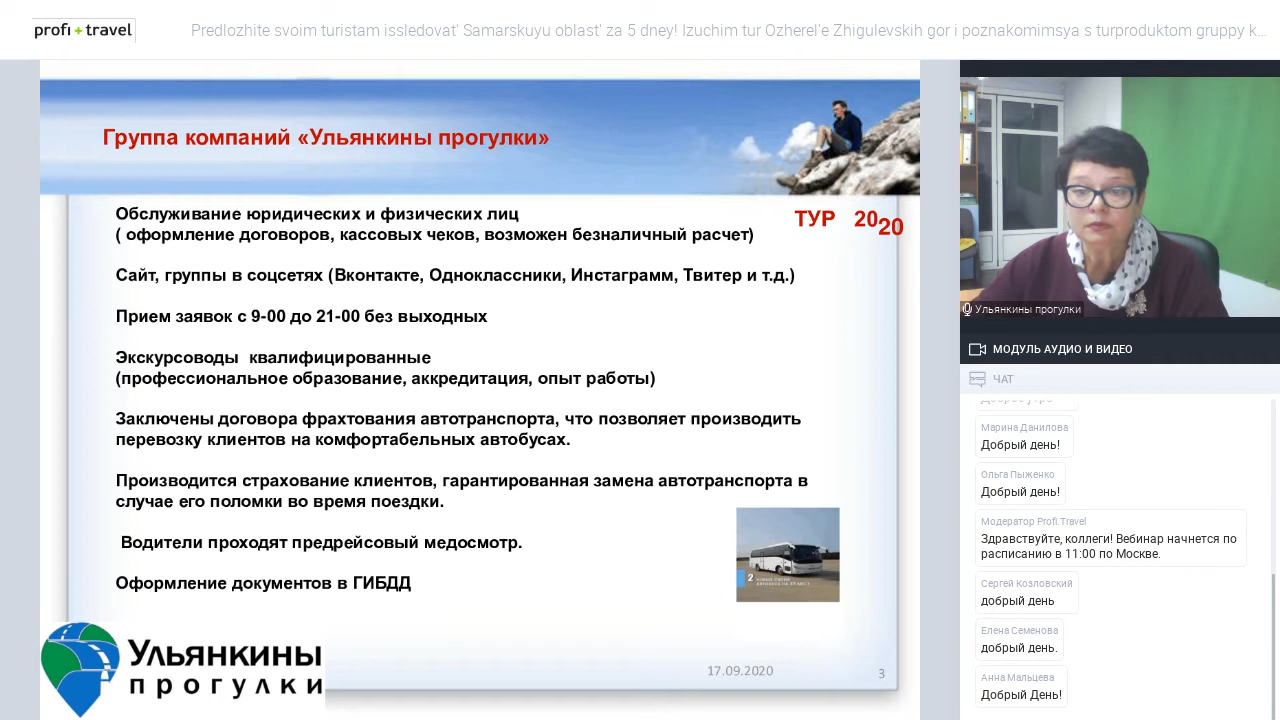 profi + travel
Predlozhite svoim turistam issledovat' Samarskuyu oblast' za 5 dney! Izuchim tur Ozherel'e Zhigulevskih gor i poznakomimsya s turproduktom gruppy k...
Группа компаний «Ульянкины прогулки»
ТУР 2020
Обслуживание юридических и физических лиц
( оформление договоров, кассовых чеков, возможен безналичный расчет)
Сайт, группы в соцсетях (Вконтакте, Одноклассники, Инстаграмм, Твитер и т.д.)
Прием заявок с 9-00 до 21-00 без выходных
Экскурсоводы квалифицированные
(профессиональное образование, аккредитация, опыт работы)
Заключены договора фрахтования автотранспорта, что позволяет производить
перевозку клиентов на комфортабельных автобусах.
Производится страхование клиентов, гарантированная замена автотранспорта в
случае его поломки во время поездки.
Водители проходят предрейсовый медосмотр.
Оформление документов в ГИБДД
2
Ульянкины
прогулки
17.09.2020
3
Ульянкины прогулки
МОДУЛЬ АУДИО И ВИДЕО
ЧАТ
Марина Данилова
Добрый день!
Ольга Пыженко
Добрый день!
Модератор Profi.Travel
Здравствуйте, коллеги! Вебинар начнется по
расписанию в 11:00 по Москве.
Сергей Козловский
добрый день
Елена Семенова
добрый день.
Анна Мальцева
Добрый День!